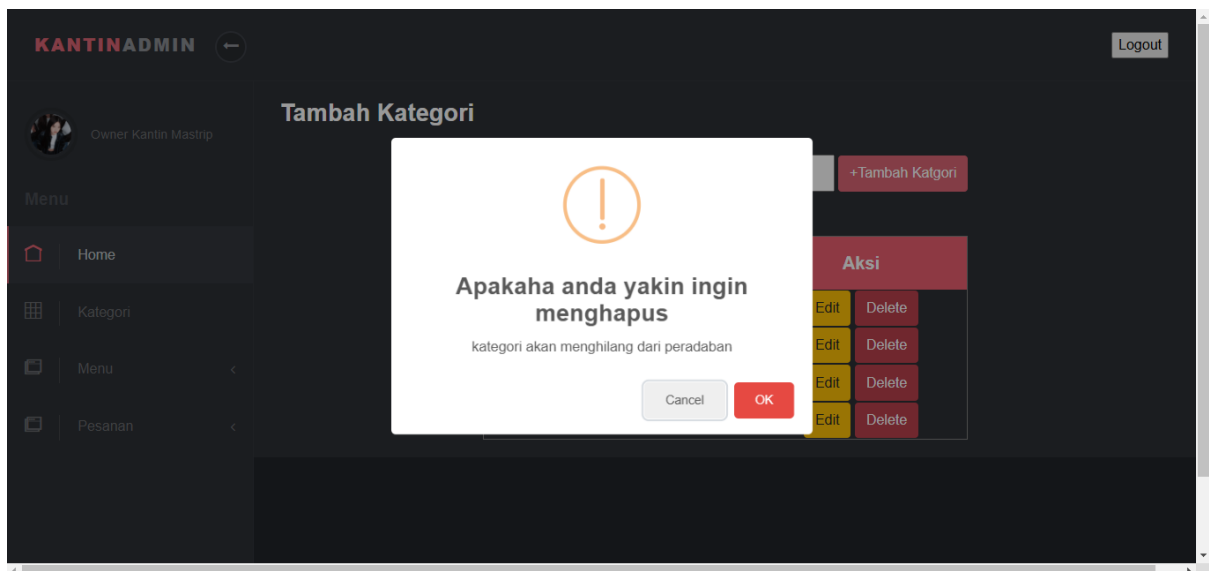 KANTINADMIN
Logout
Owner Kantin Mastrip
Menu
Home
Kategori
Menu
Pesanan
Tambah Kategori
+Tambah Katgori
Aksi
Edit Delete
Edit Delete
Edit Delete
Edit Delete
Apakaha anda yakin ingin
menghapus
kategori akan menghilang dari peradaban
Cancel OK